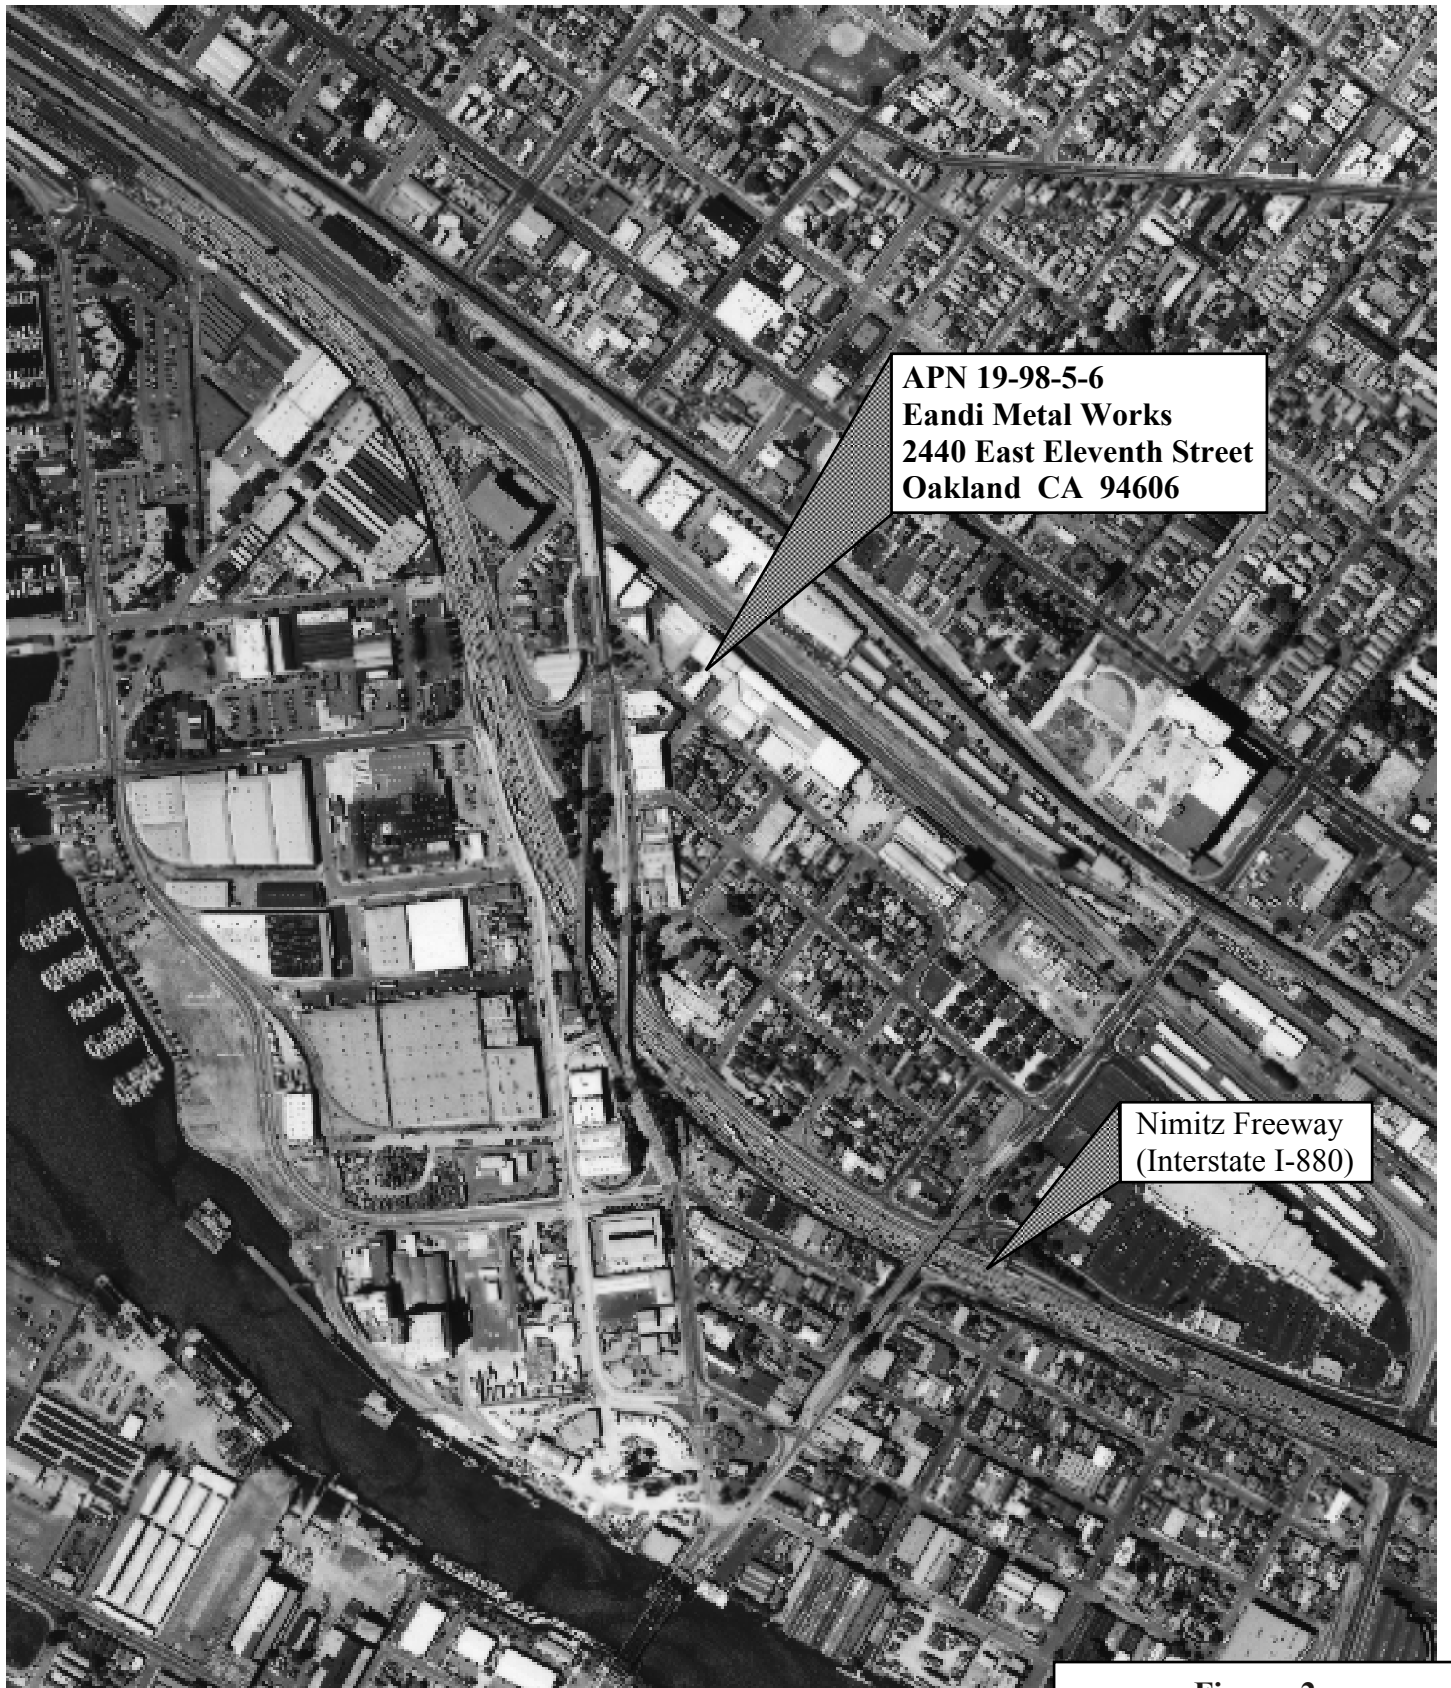 APN 19-98-5-6
Eandi Metal Works
2440 East Eleventh Street
Oakland CA 94606
Nimitz Freeway
(Interstate I-880)
Figure 2